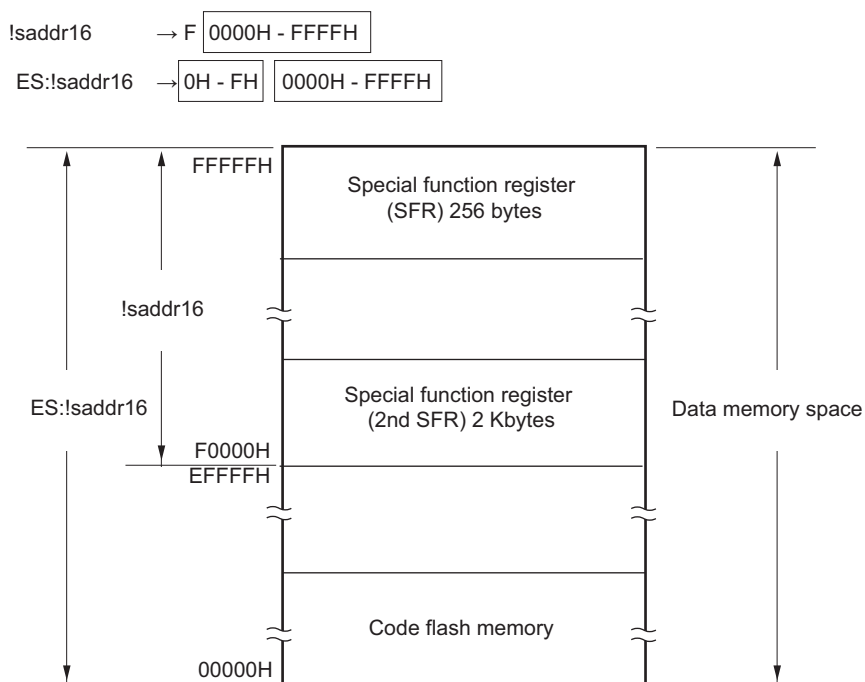 !saddr16 → F 0000H - FFFFH
ES:!saddr16 → 0H - FH 0000H - FFFFH
FFFFFH
Special function register
(SFR) 256 bytes
!saddr16
Special function register
(2nd SFR) 2 Kbytes
ES:!saddr16
Data memory space
F0000H
EFFFFH
Code flash memory
00000H